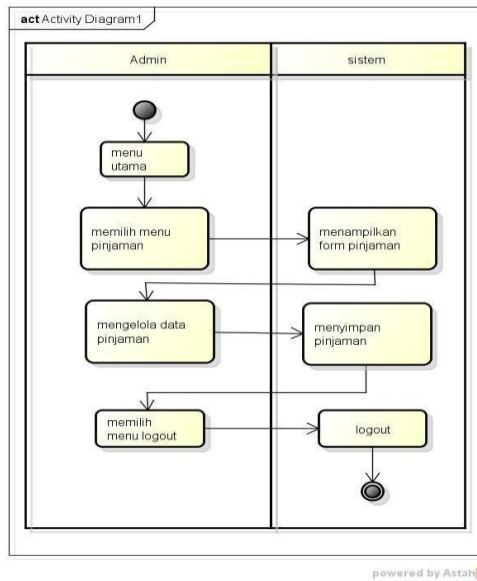 act Activity Diagram1
Admin
sistem
menu
utama
memilih menu
pinjaman
menampilkan
form pinjaman
mengelola data
pinjaman
menyimpan
pinjaman
memilih
menu logout
logout
powered by Astah